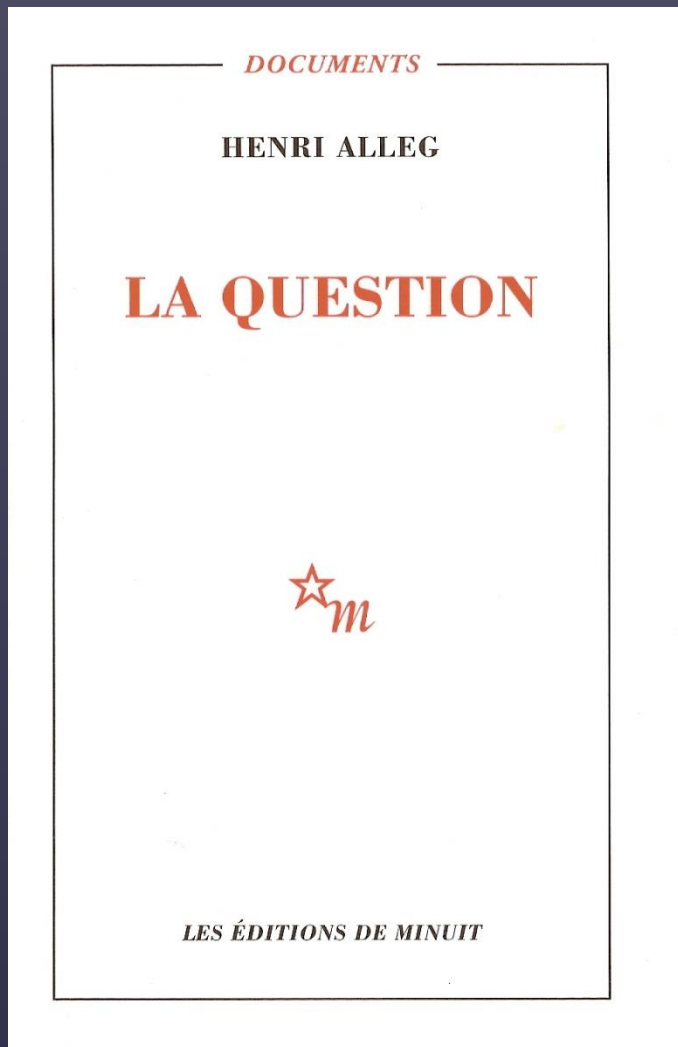 DOCUMENTS
HENRI ALLEG
LA QUESTION
m
LES ÉDITIONS DE MINUIT